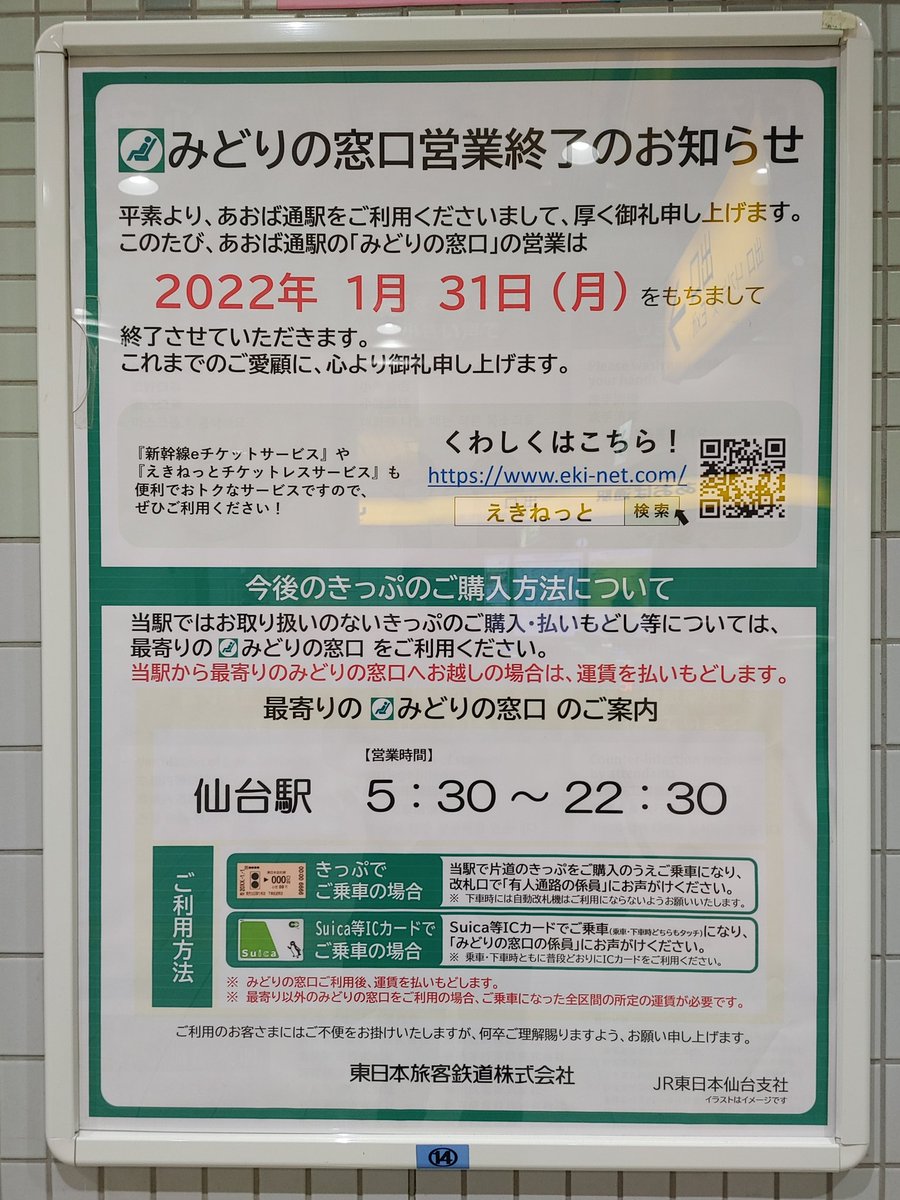 みどりの窓口営業終了のお知らせ
平素より、あおば通駅をご利用くださいまして、厚く御礼申し上げます。
このたび、あおば通駅の「みどりの窓口」の営業は
2022年 1月 31日（月）をもちまして
終了させていただきます。
これまでのご愛顧に、心より御礼申し上げます。
『新幹線eチケットサービス』や
『えきねっとチケットレスサービス』も
便利でおトクなサービスですので、
ぜひご利用ください！
くわしくはこちら！
https://www.eki-net.com/
えきねっと 検索
今後のきっぷのご購入方法について
当駅ではお取り扱いのないきっぷのご購入・払いもどし等については、
最寄りの みどりの窓口 をご利用ください。
当駅から最寄りのみどりの窓口へお越しの場合は、運賃を払いもどします。
最寄りの みどりの窓口 のご案内
【営業時間】
仙台駅 5：30～22：30
ご利用方法
きっぷで
ご乗車の場合
当駅で片道のきっぷをご購入のうえご乗車になり、
改札口で「有人通路の係員」にお声がけください。
※ 下車時には自動改札機はご利用にならないようお願いいたします。
Suica
Suica等ICカードで
ご乗車の場合
Suica等ICカードでご乗車(乗車・下車時どちらもタッチ)になり、
「みどりの窓口の係員」にお声がけください。
※ 乗車・下車時ともに普段どおりにICカードをご利用ください。
※ みどりの窓口ご利用後、運賃を払いもどします。
※ 最寄り以外のみどりの窓口をご利用の場合、ご乗車になった全区間の所定の運賃が必要です。
ご利用のお客さまにはご不便をお掛けいたしますが、何卒ご理解賜りますよう、お願い申し上げます。
東日本旅客鉄道株式会社
JR東日本仙台支社
イラストはイメージです
⑭